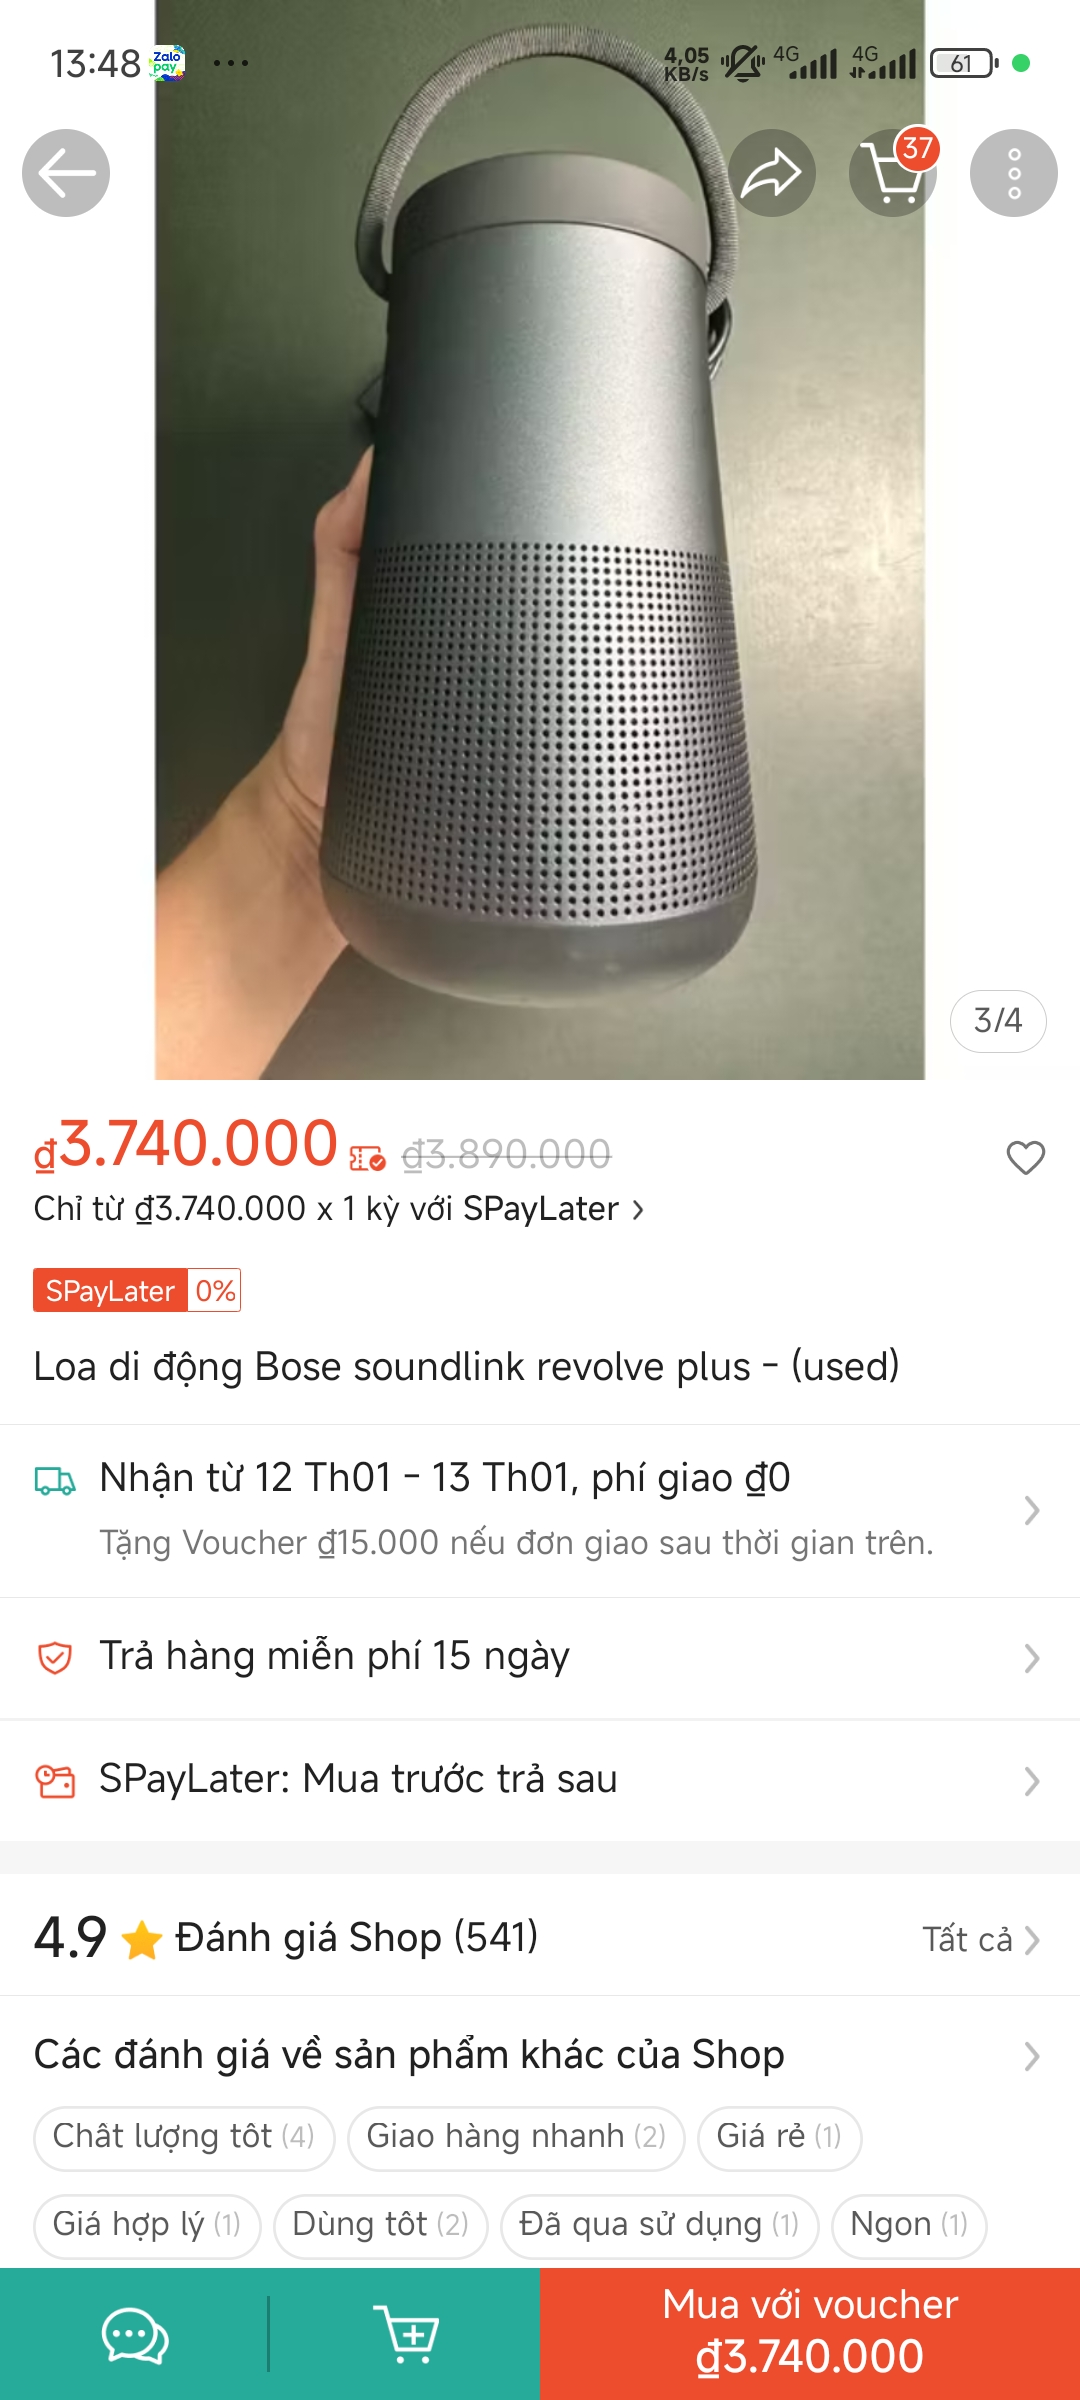 13:48 Zalo pay ... 4,05 KB/s 4G 4G 61
37
3/4
₫3.740.000 ₫3.890.000
Chỉ từ ₫3.740.000 x 1 kỳ với SPayLater
SPayLater 0%
Loa di động Bose soundlink revolve plus - (used)
Nhận từ 12 Th01 - 13 Th01, phí giao ₫0
Tặng Voucher ₫15.000 nếu đơn giao sau thời gian trên.
Trả hàng miễn phí 15 ngày
SPayLater: Mua trước trả sau
4.9 Đánh giá Shop (541) Tất cả
Các đánh giá về sản phẩm khác của Shop
Chất lượng tốt (4) Giao hàng nhanh (2) Giá rẻ (1)
Giá hợp lý (1) Dùng tốt (2) Đã qua sử dụng (1) Ngon (1)
Mua với voucher
₫3.740.000